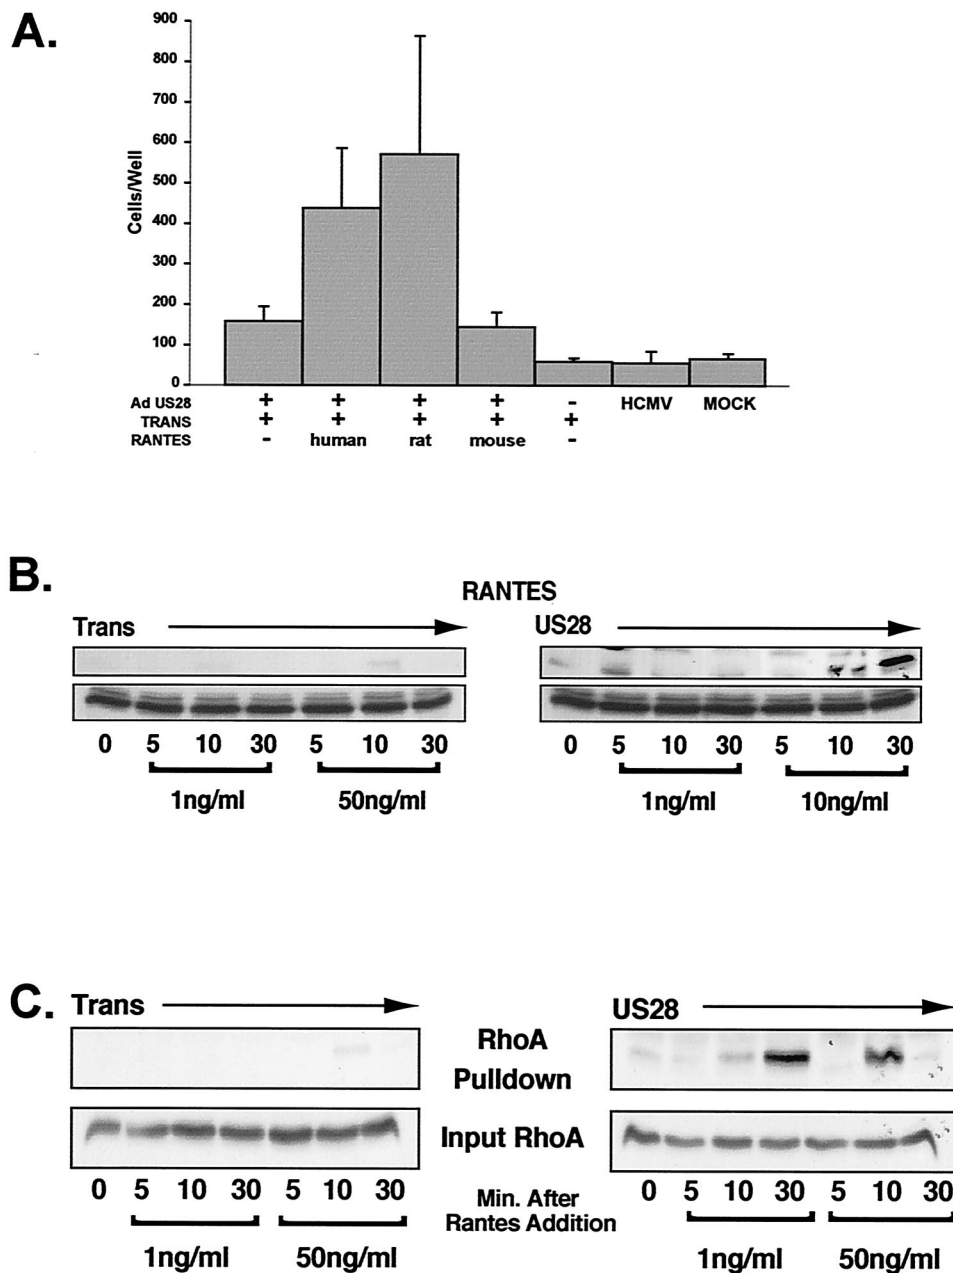 A.
900
800
700
600
500
400
300
200
100
0
Cells/Well
Ad US28 + + + + - HCMV MOCK
TRANS + + + + +
RANTES - human rat mouse -
B.
RANTES
Trans US28
0 5 10 30 5 10 30 0 5 10 30 5 10 30
1ng/ml 50ng/ml 1ng/ml 10ng/ml
C.
Trans US28
RhoA
Pulldown
Input RhoA
0 5 10 30 5 10 30 Min. After 0 5 10 30 5 10 30
Rantes Addition
1ng/ml 50ng/ml 1ng/ml 50ng/ml